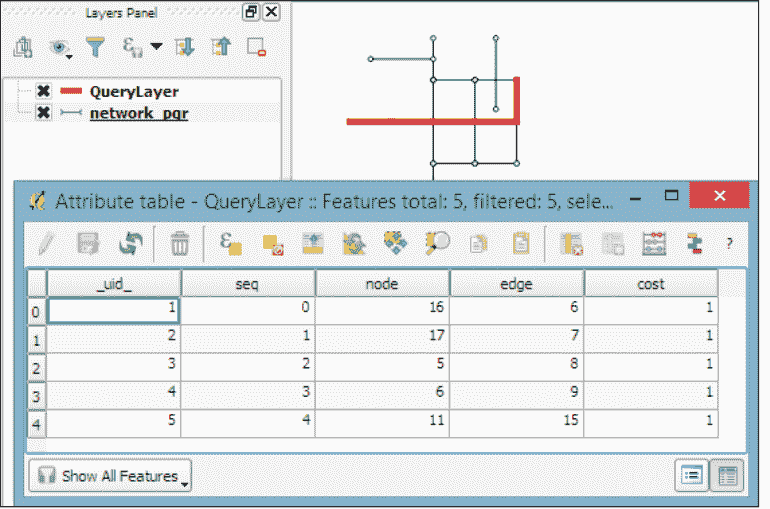 Layers Panel
QueryLayer
network_pgr
Attribute table - QueryLayer :: Features total: 5, filtered: 5, sele...
_uid_ seq node edge cost
0 1 0 16 6 1
1 2 1 17 7 1
2 3 2 5 8 1
3 4 3 6 9 1
4 5 4 11 15 1
Show All Features